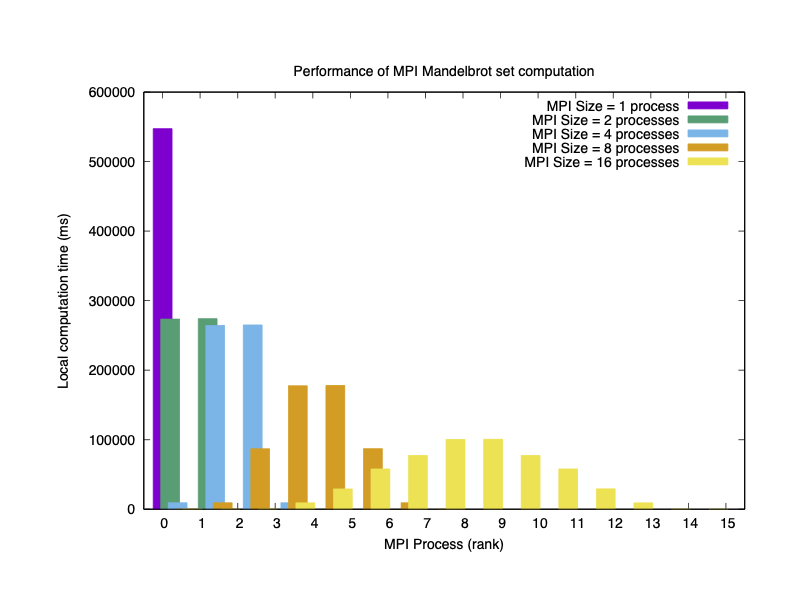 Performance of MPI Mandelbrot set computation
600000
500000
400000
300000
200000
100000
0
Local computation time (ms)
MPI Size = 1 process
MPI Size = 2 processes
MPI Size = 4 processes
MPI Size = 8 processes
MPI Size = 16 processes
0 1 2 3 4 5 6 7 8 9 10 11 12 13 14 15
MPI Process (rank)